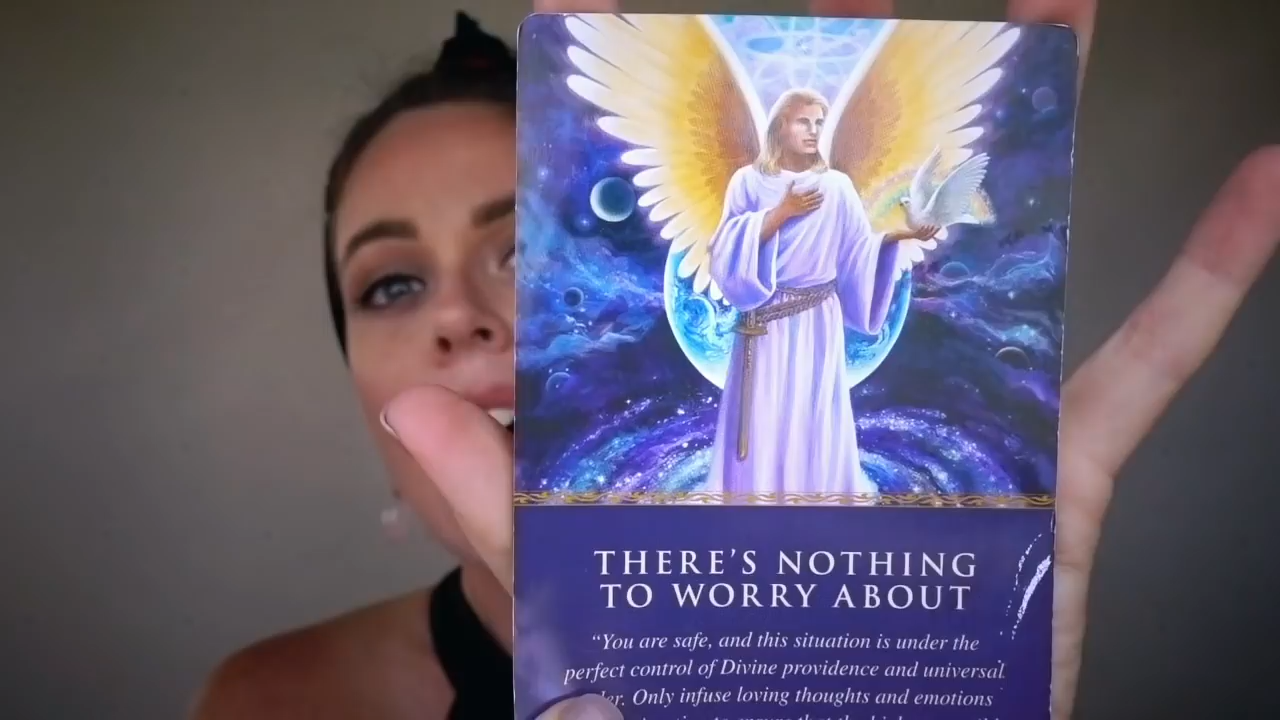 THERE'S NOTHING
TO WORRY ABOUT
"You are safe, and this situation is under the
perfect control of Divine providence and universal
Only infuse loving thoughts and emotions